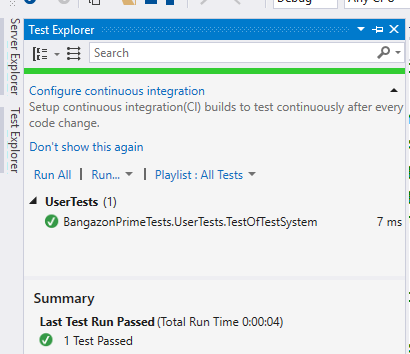 Debug
Server Explorer
Test Explorer
Test Explorer
Search
Configure continuous integration
Setup continuous integration(CI) builds to test continuously after every
code change.
Don't show this again
Run All | Run... | Playlist : All Tests
UserTests (1)
BangazonPrimeTests.UserTests.TestOfTestSystem 7 ms
Summary
Last Test Run Passed (Total Run Time 0:00:04)
1 Test Passed